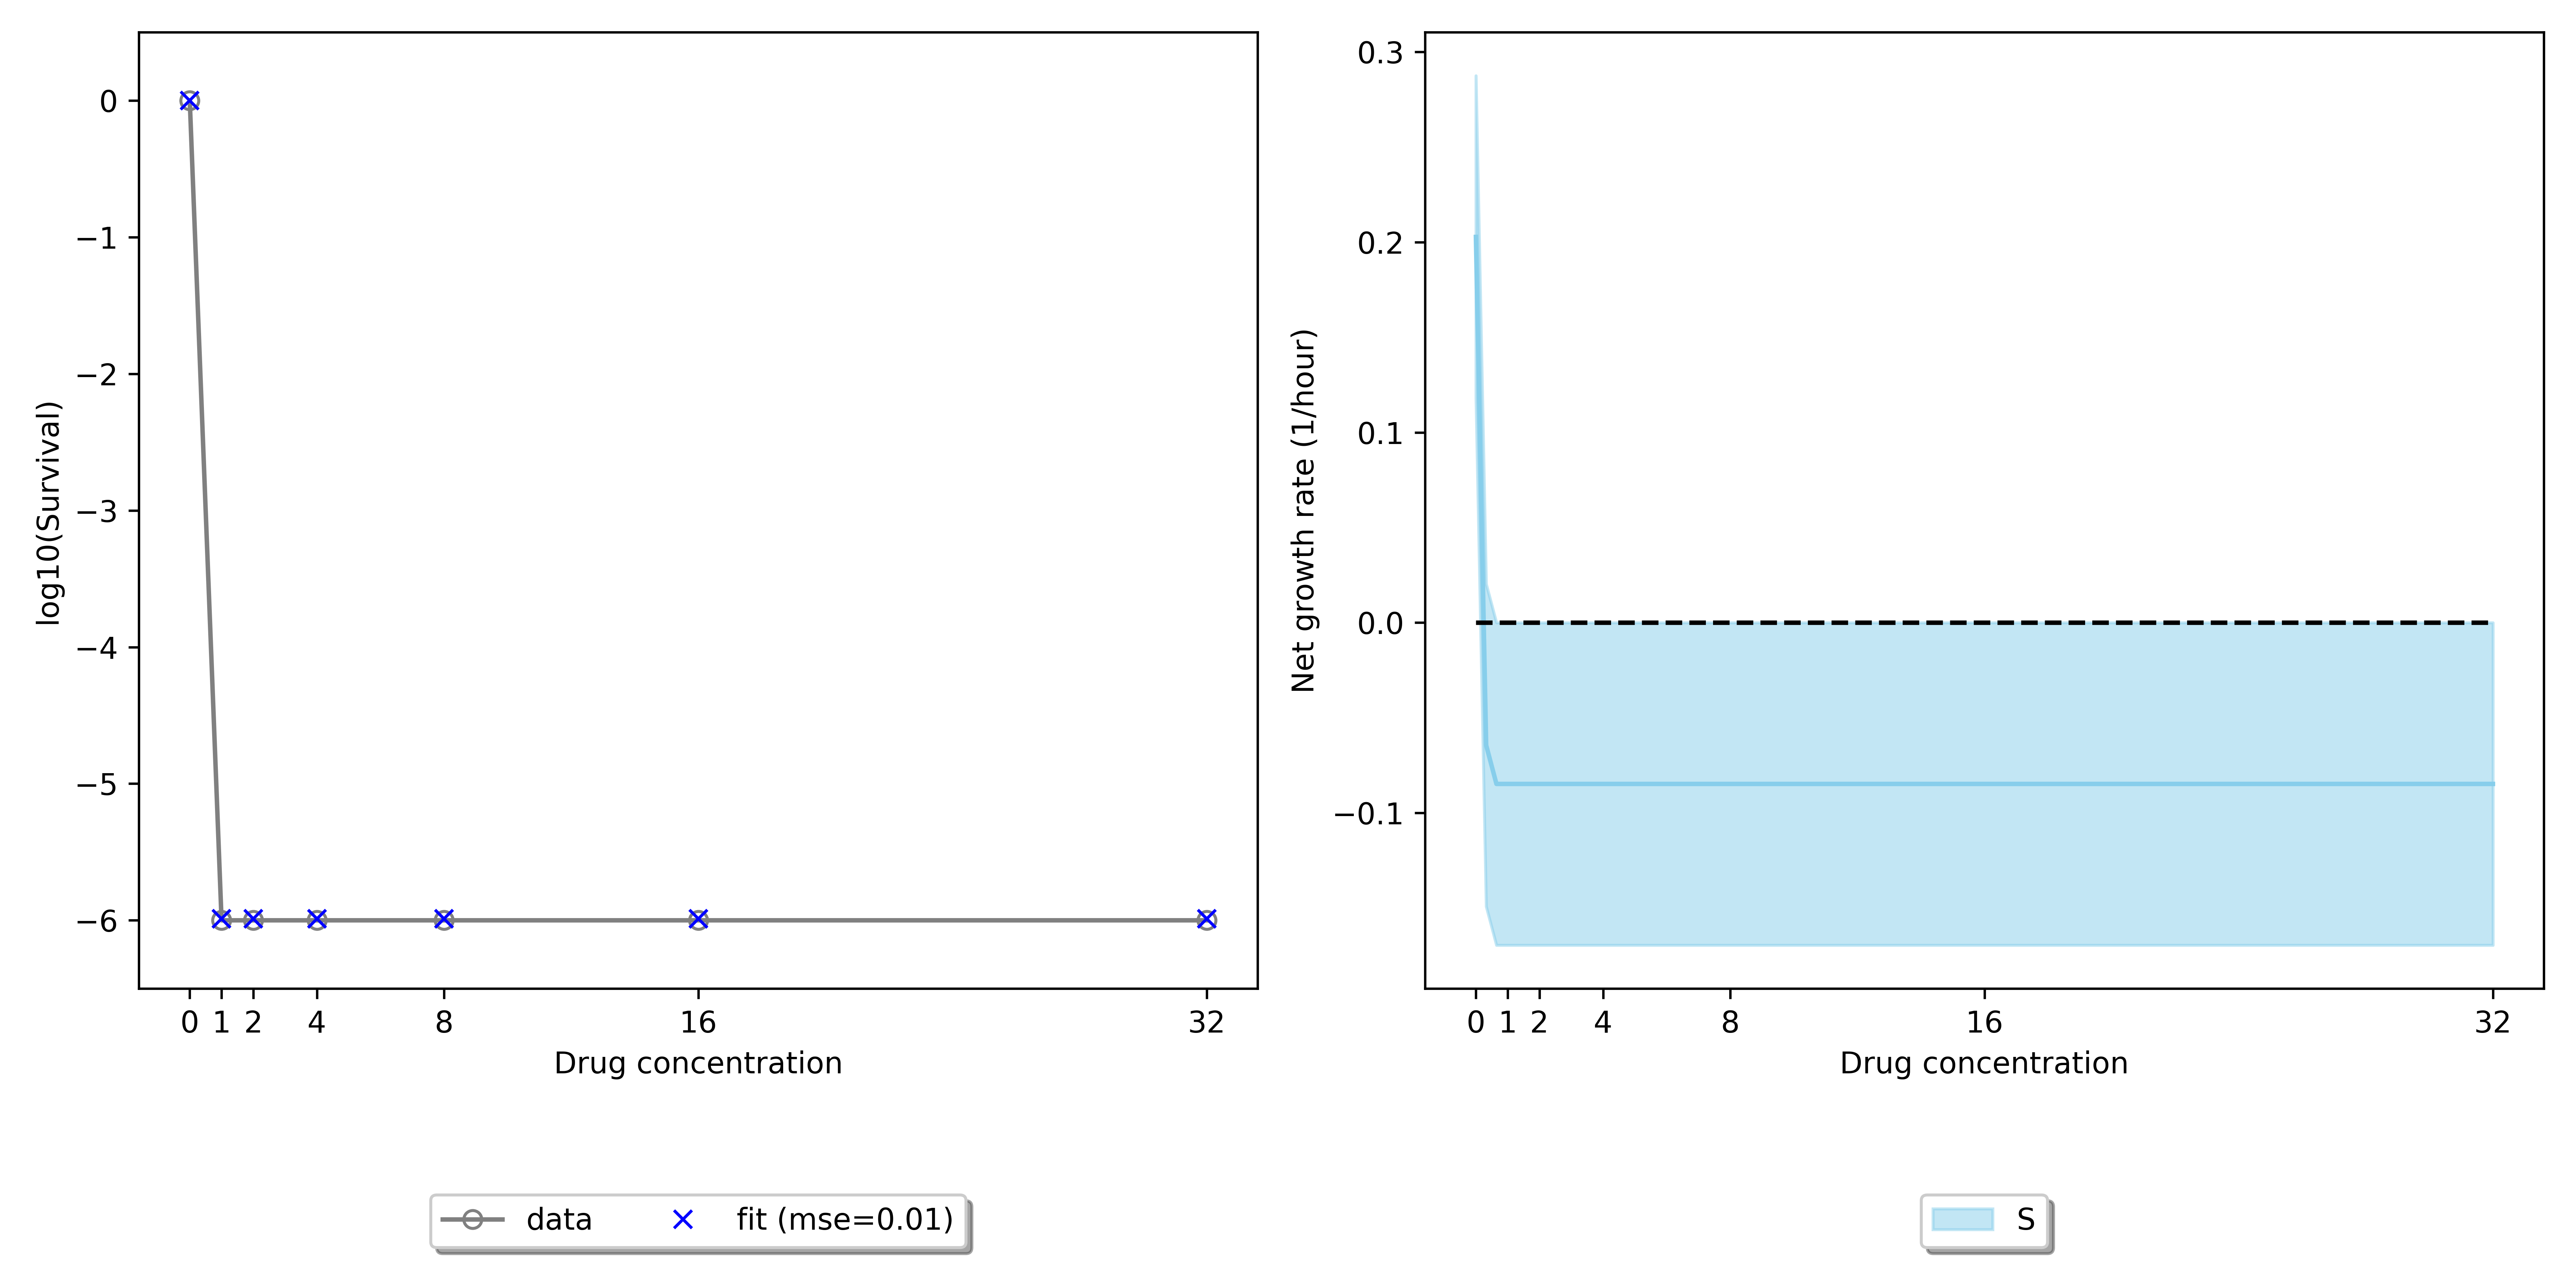 0
−1
−2
−3
−4
−5
−6
log10(Survival)
0 1 2 4 8 16 32
Drug concentration
data fit (mse=0.01)
0.3
0.2
0.1
0.0
−0.1
Net growth rate (1/hour)
0 1 2 4 8 16 32
Drug concentration
S